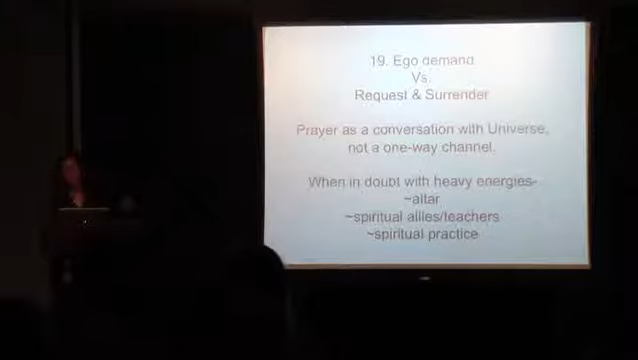 19. Ego demand
Vs.
Request & Surrender
Prayer as a conversation with Universe,
not a one-way channel.
When in doubt with heavy energies-
~altar
~spiritual allies/teachers
~spiritual practice